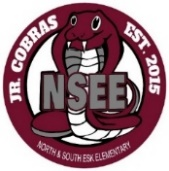 JR. COBRAS
EST. 2015
NSEE
NORTH & SOUTH ESK ELEMENTARY